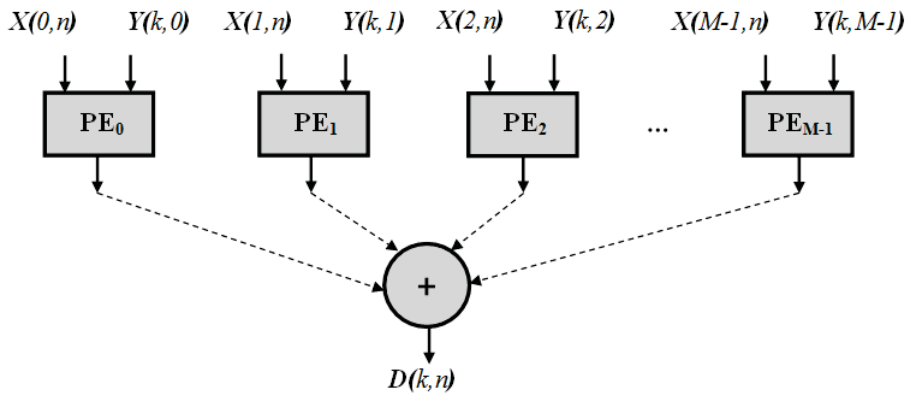 X(0,n) Y(k,0) X(1,n) Y(k,1) X(2,n) Y(k,2) X(M-1,n) Y(k,M-1)
PE0 PE1 PE2 ... PEM-1
+
D(k,n)